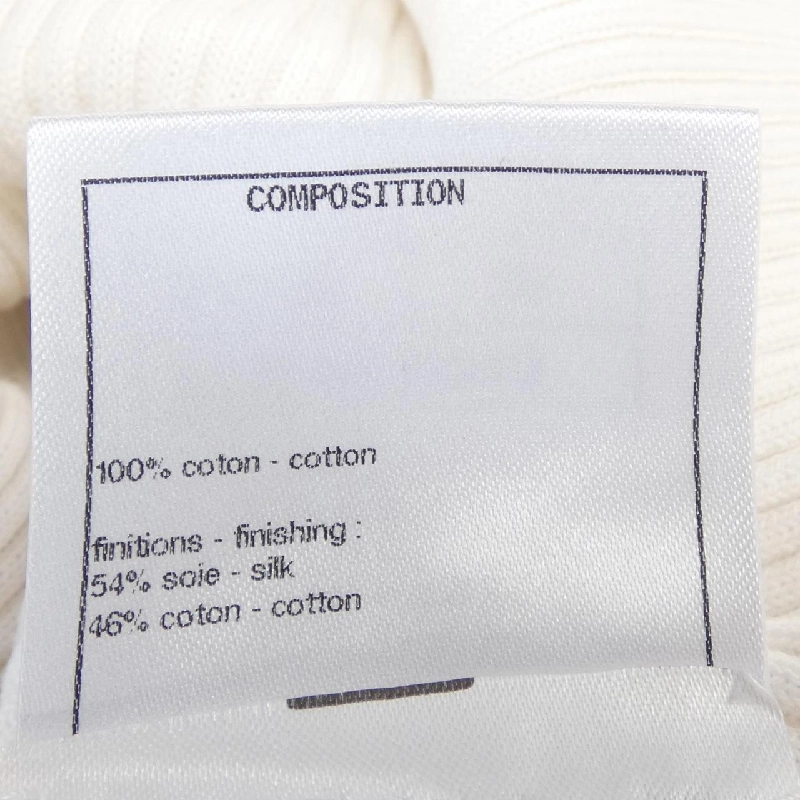 COMPOSITION
100% coton - cotton
finitions - finishing :
54% soie - silk
46% coton - cotton